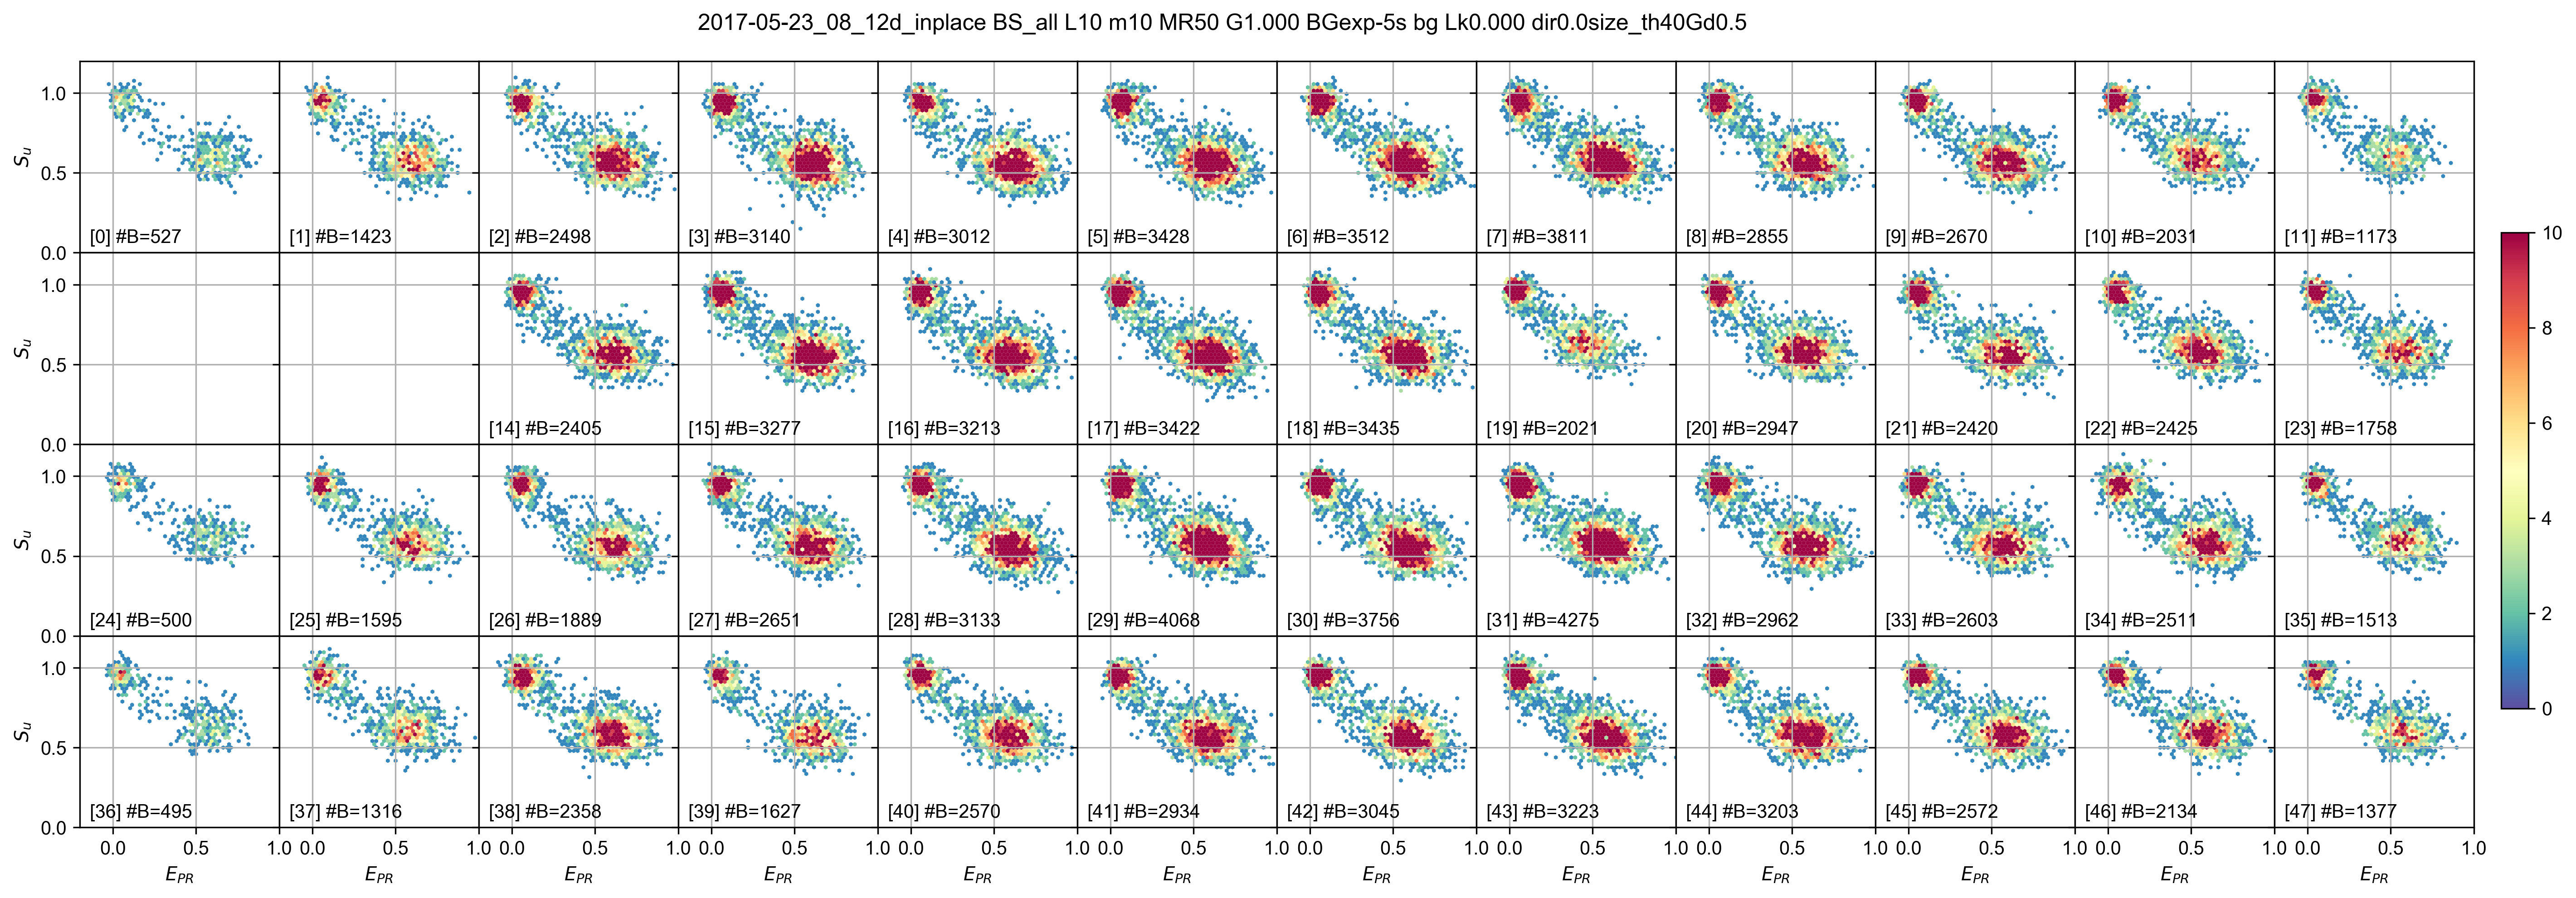 2017-05-23_08_12d_inplace BS_all L10 m10 MR50 G1.000 BGexp-5s bg Lk0.000 dir0.0size_th40Gd0.5
1.0
0.5
0.0
S_u
[0] #B=527
[1] #B=1423
[2] #B=2498
[3] #B=3140
[4] #B=3012
[5] #B=3428
[6] #B=3512
[7] #B=3811
[8] #B=2855
[9] #B=2670
[10] #B=2031
[11] #B=1173
1.0
0.5
0.0
S_u
[14] #B=2405
[15] #B=3277
[16] #B=3213
[17] #B=3422
[18] #B=3435
[19] #B=2021
[20] #B=2947
[21] #B=2420
[22] #B=2425
[23] #B=1758
1.0
0.5
0.0
S_u
[24] #B=500
[25] #B=1595
[26] #B=1889
[27] #B=2651
[28] #B=3133
[29] #B=4068
[30] #B=3756
[31] #B=4275
[32] #B=2962
[33] #B=2603
[34] #B=2511
[35] #B=1513
1.0
0.5
0.0
S_u
[36] #B=495
[37] #B=1316
[38] #B=2358
[39] #B=1627
[40] #B=2570
[41] #B=2934
[42] #B=3045
[43] #B=3223
[44] #B=3203
[45] #B=2572
[46] #B=2134
[47] #B=1377
0.0 0.5 1.0 0.0 0.5 1.0 0.0 0.5 1.0 0.0 0.5 1.0 0.0 0.5 1.0 0.0 0.5 1.0 0.0 0.5 1.0 0.0 0.5 1.0 0.0 0.5 1.0 0.0 0.5 1.0 0.0 0.5 1.0 0.0 0.5 1.0
E_PR E_PR E_PR E_PR E_PR E_PR E_PR E_PR E_PR E_PR E_PR E_PR
10
8
6
4
2
0